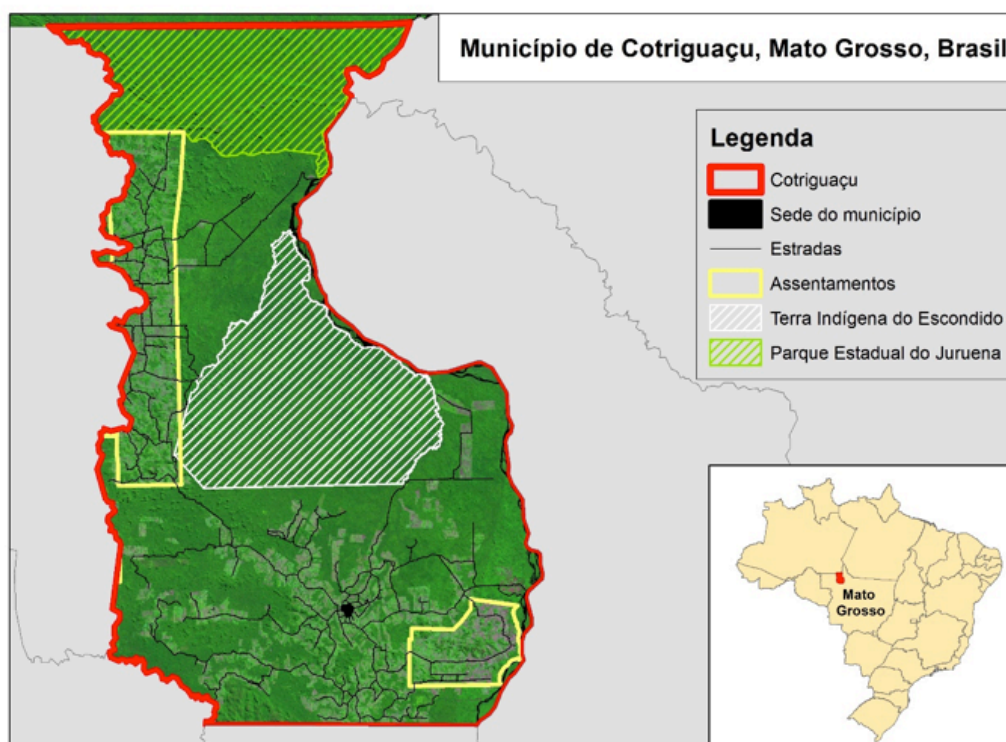 Município de Cotriguaçu, Mato Grosso, Brasil
Legenda
Cotriguaçu
Sede do município
Estradas
Assentamentos
Terra Indígena do Escondido
Parque Estadual do Juruena
Mato
Grosso